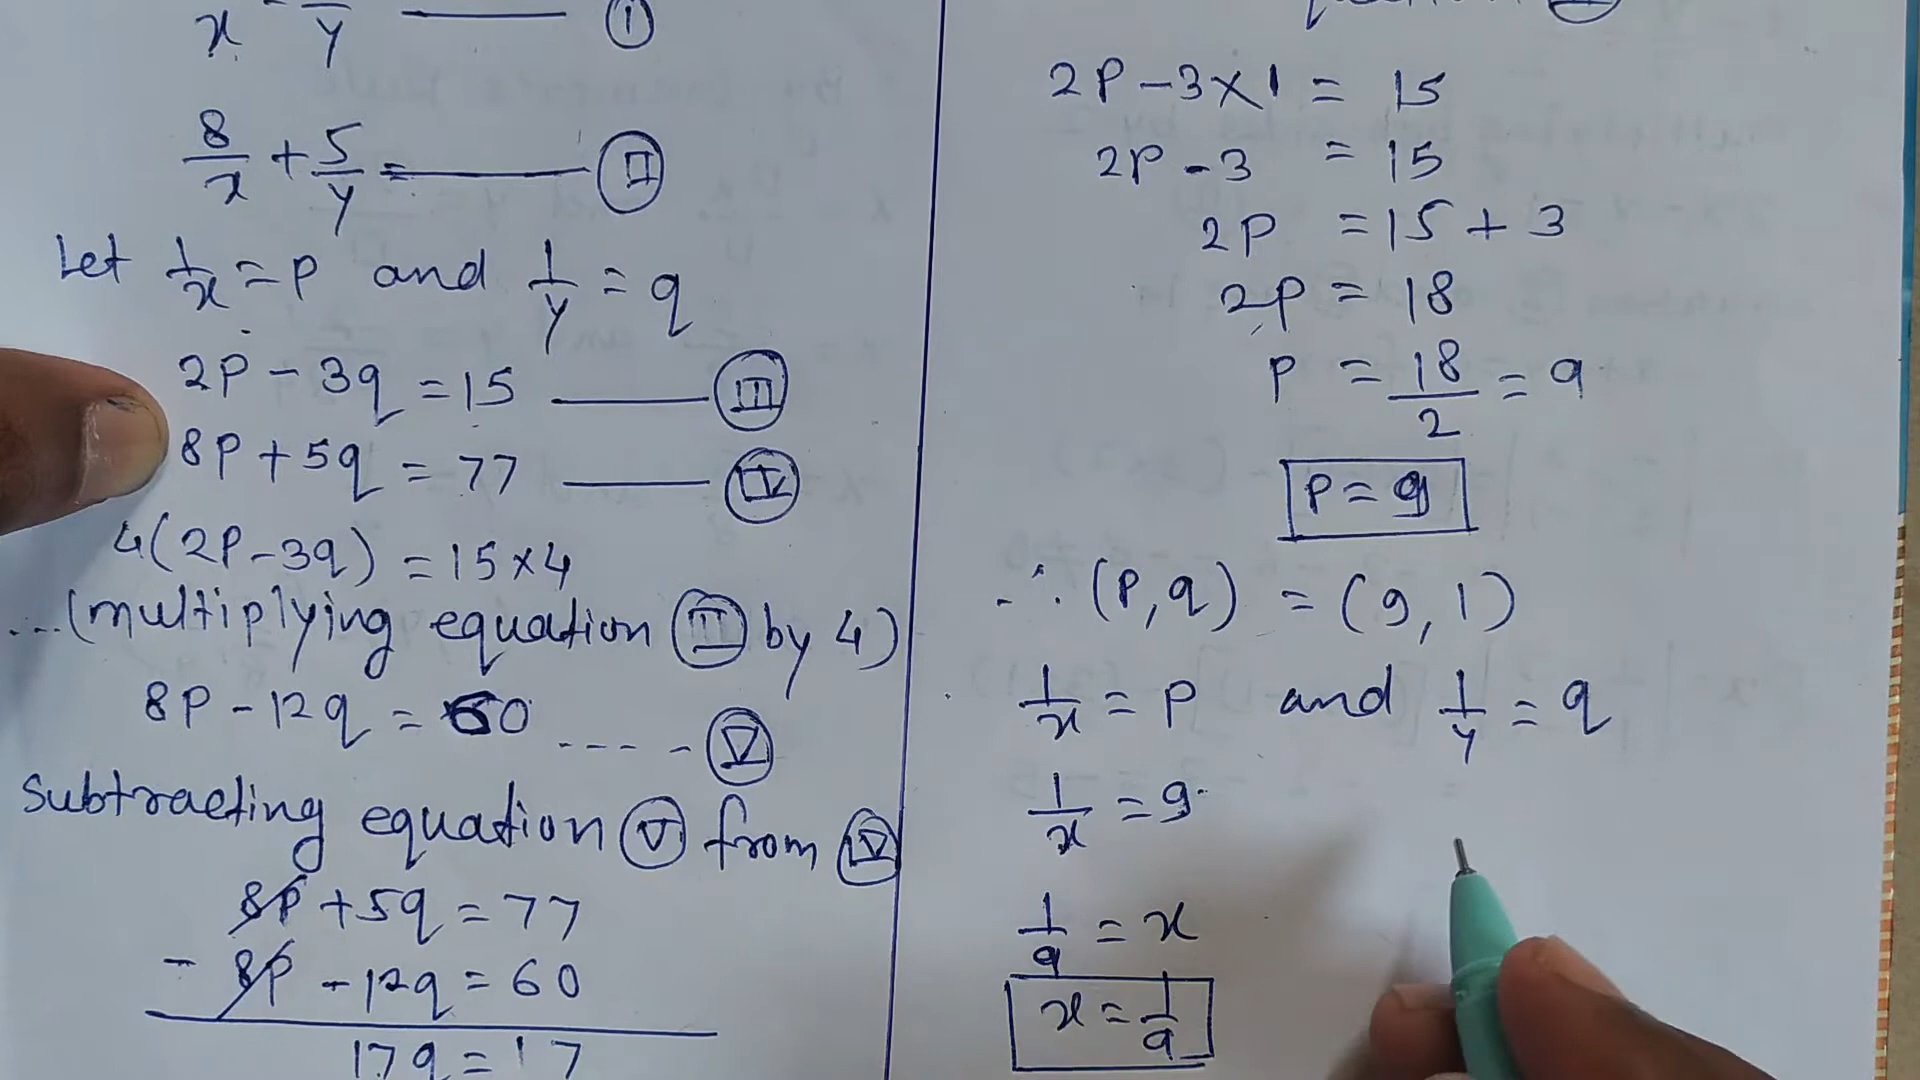 x - y ——— I
8/x + 5/y = ——— II
Let 1/x = p and 1/y = q
2p - 3q = 15 ——— III
8p + 5q = 77 ——— IV
4(2p - 3q) = 15 × 4
...(multiplying equation III by 4)
8p - 12q = 60 ---- V
subtracting equation V from IV
8p + 5q = 77
- 8p - 12q = 60
17q = 17
2p - 3 × 1 = 15
2p - 3 = 15
2p = 15 + 3
2p = 18
p = 18/2 = 9
p = 9
∴ (p, q) = (9, 1)
1/x = p and 1/y = q
1/x = 9
1/9 = x
x = 1/9